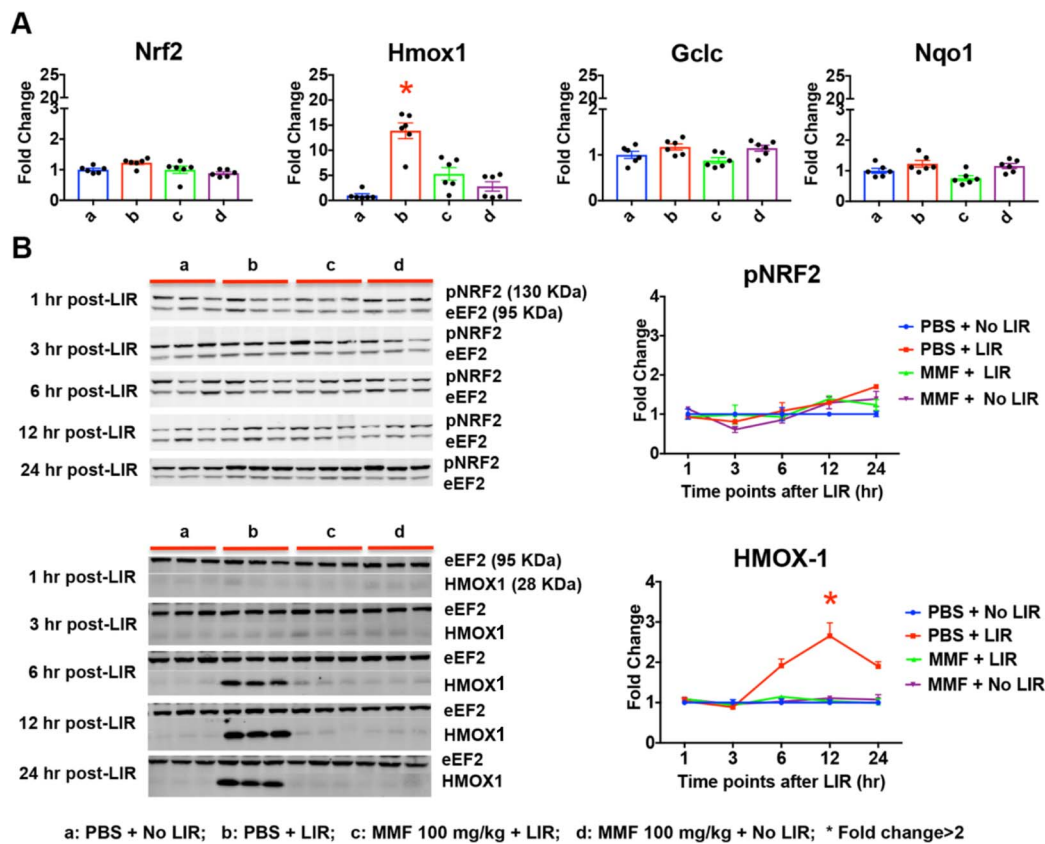 A
Nrf2
Hmox1
Gclc
Nqo1
Fold Change
25
20
3
2
1
0
a
b
c
d
Fold Change
25
20
15
10
5
0
*
a
b
c
d
Fold Change
25
20
2
1
0
a
b
c
d
Fold Change
25
20
3
2
1
0
a
b
c
d
B
a b c d
1 hr post-LIR
pNRF2 (130 KDa)
eEF2 (95 KDa)
3 hr post-LIR
pNRF2
eEF2
6 hr post-LIR
pNRF2
eEF2
12 hr post-LIR
pNRF2
eEF2
24 hr post-LIR
pNRF2
eEF2
pNRF2
Fold Change
4
3
2
1
0
1 3 6 12 24
Time points after LIR (hr)
PBS + No LIR
PBS + LIR
MMF + LIR
MMF + No LIR
a b c d
1 hr post-LIR
eEF2 (95 KDa)
HMOX1 (28 KDa)
3 hr post-LIR
eEF2
HMOX1
6 hr post-LIR
eEF2
HMOX1
12 hr post-LIR
eEF2
HMOX1
24 hr post-LIR
eEF2
HMOX1
HMOX-1
Fold Change
4
3
2
1
0
*
1 3 6 12 24
Time points after LIR (hr)
PBS + No LIR
PBS + LIR
MMF + LIR
MMF + No LIR
a: PBS + No LIR; b: PBS + LIR; c: MMF 100 mg/kg + LIR; d: MMF 100 mg/kg + No LIR; * Fold change>2